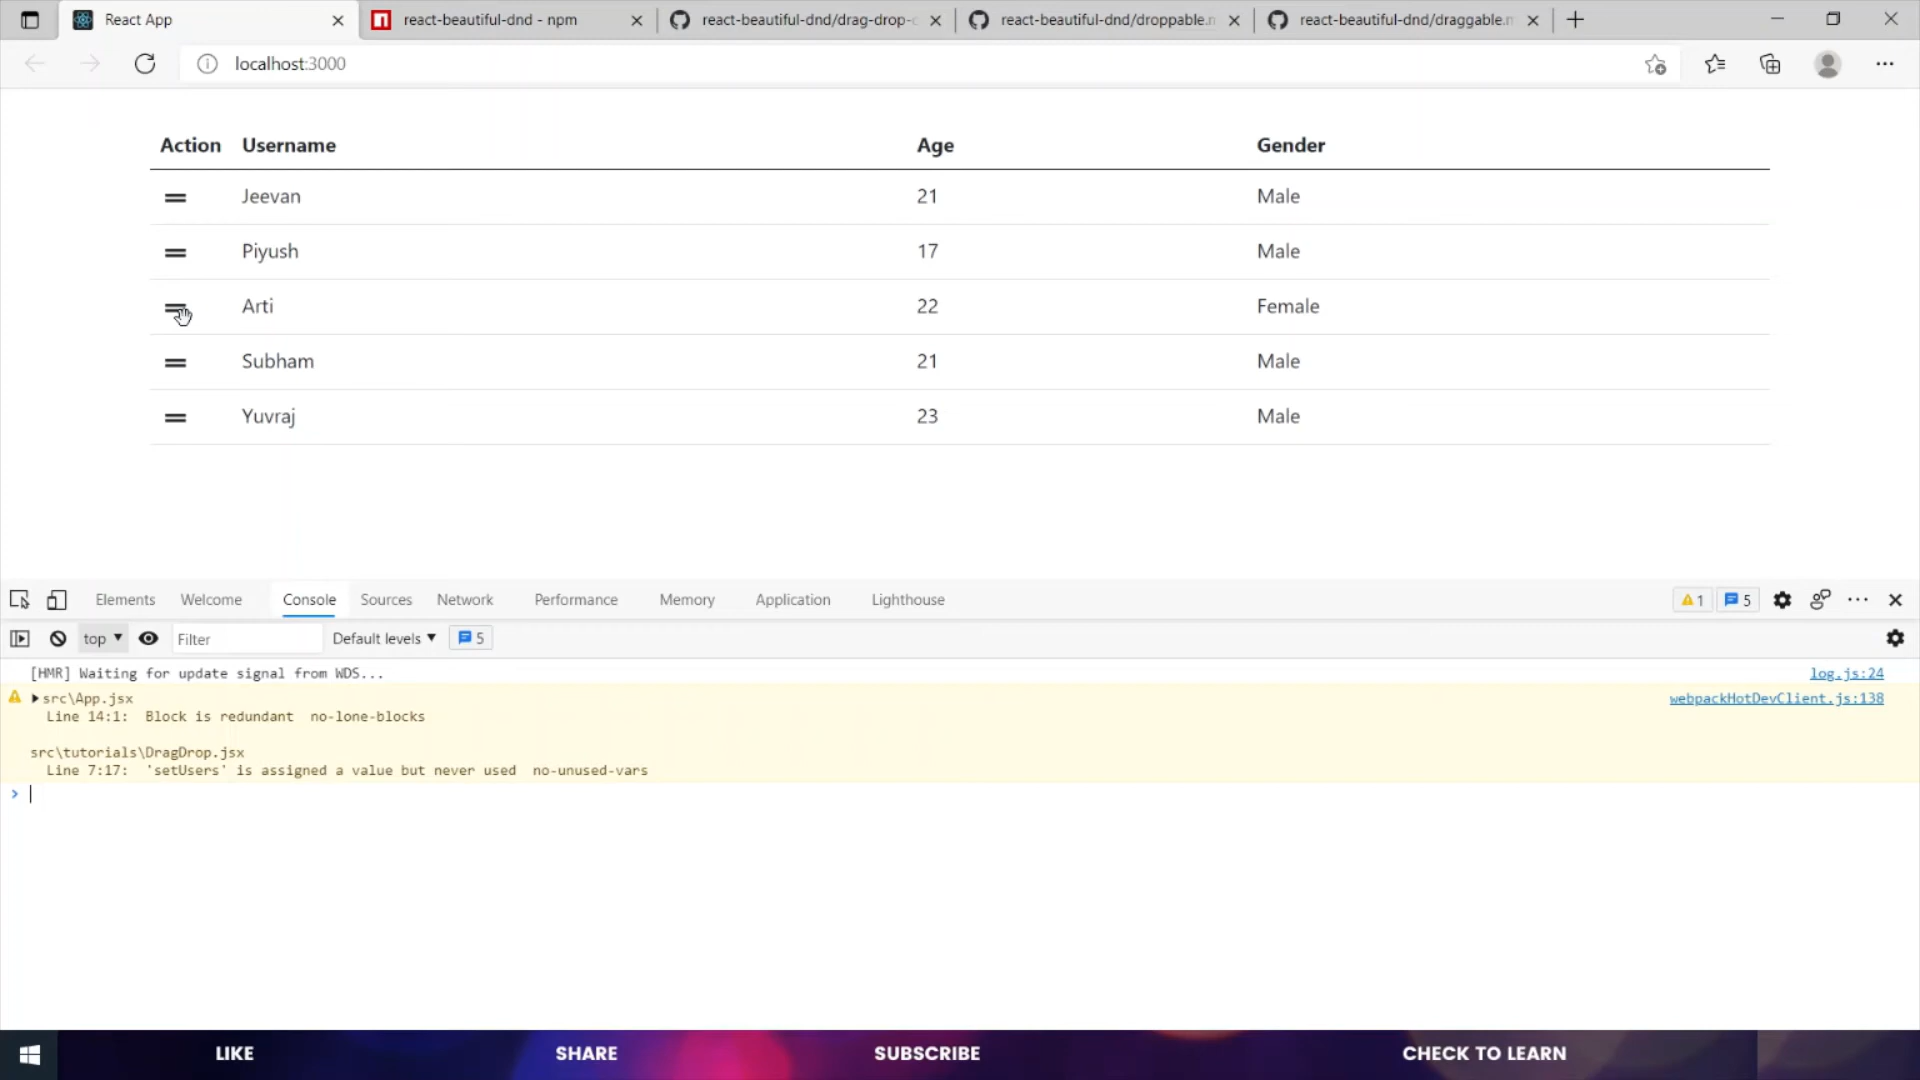 React App
react-beautiful-dnd - npm
react-beautiful-dnd/drag-drop-
react-beautiful-dnd/droppable.
react-beautiful-dnd/draggable.
localhost:3000
Action Username Age Gender
Jeevan 21 Male
Piyush 17 Male
Arti 22 Female
Subham 21 Male
Yuvraj 23 Male
Elements Welcome Console Sources Network Performance Memory Application Lighthouse 1 5
top Filter Default levels 5
[HMR] Waiting for update signal from WDS... log.js:24
src\App.jsx webpackHotDevClient.js:138
Line 14:1: Block is redundant no-lone-blocks
src\tutorials\DragDrop.jsx
Line 7:17: 'setUsers' is assigned a value but never used no-unused-vars
LIKE SHARE SUBSCRIBE CHECK TO LEARN